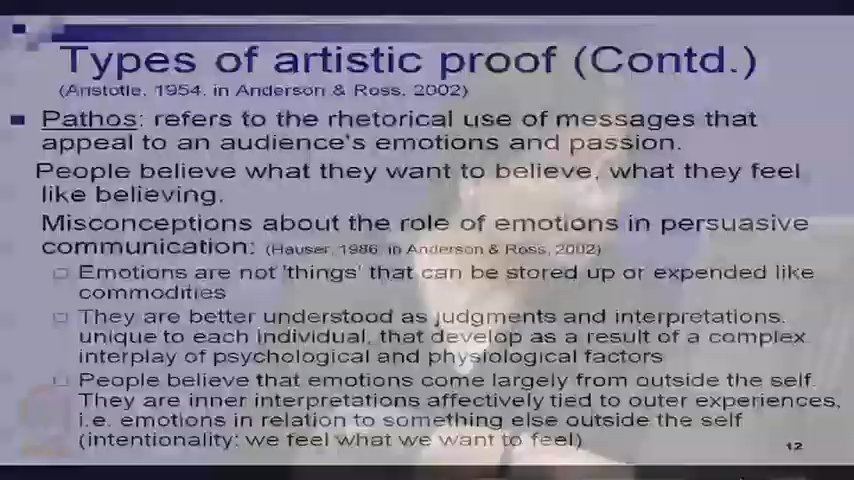 Types of artistic proof (Contd.)
(Aristotle, 1954, in Anderson & Ross, 2002)
Pathos: refers to the rhetorical use of messages that
appeal to an audience's emotions and passion.
People believe what they want to believe, what they feel
like believing.
Misconceptions about the role of emotions in persuasive
communication: (Hauser, 1986, in Anderson & Ross, 2002)
Emotions are not 'things' that can be stored up or expended like
commodities
They are better understood as judgments and interpretations,
unique to each individual, that develop as a result of a complex
interplay of psychological and physiological factors
People believe that emotions come largely from outside the self.
They are inner interpretations affectively tied to outer experiences,
i.e. emotions in relation to something else outside the self
(intentionality: we feel what we want to feel)
12